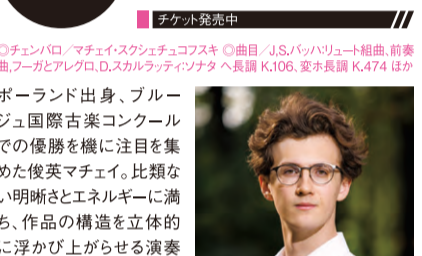 チケット発売中
◎チェンバロ／マチェイ・スクシェチュコフスキ ◎曲目／J.S.バッハ:リュート組曲、前奏
曲,フーガとアレグロ、D.スカルラッティ:ソナタ ヘ長調 K.106、変ホ長調 K.474 ほか
ポーランド出身、ブルー
ジュ国際古楽コンクール
での優勝を機に注目を集
めた俊英マチェイ。比類な
い明晰さとエネルギーに満
ち、作品の構造を立体的
に浮かび上がらせる演奏